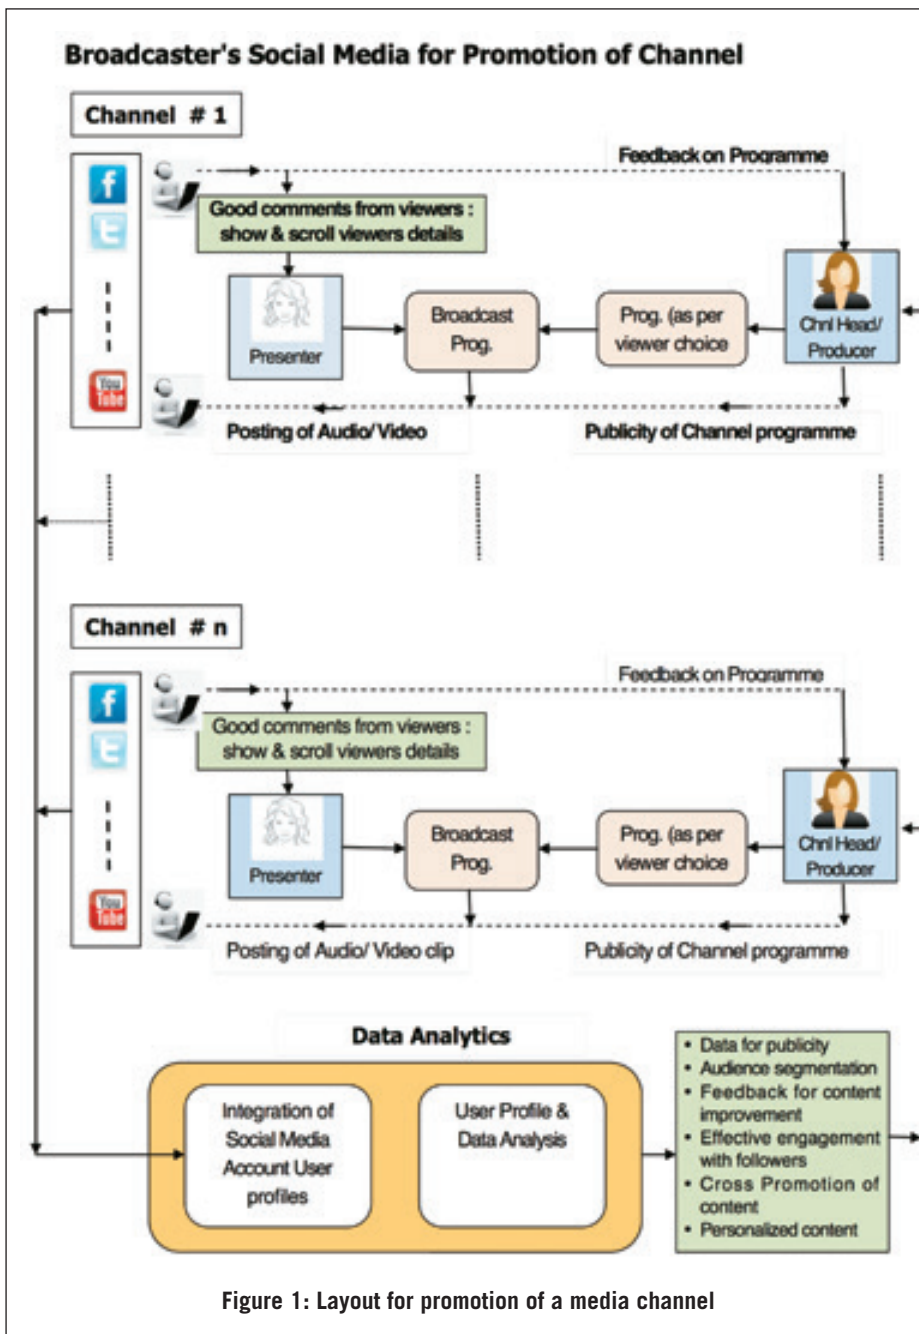 Broadcaster's Social Media for Promotion of Channel
Channel # 1
Feedback on Programme
f
t
Good comments from viewers :
show & scroll viewers details
Presenter
Broadcast
Prog.
Prog. (as per
viewer choice
Chnl Head/
Producer
You
Tube
Posting of Audio/ Video
Publicity of Channel programme
Channel # n
Feedback on Programme
f
t
Good comments from viewers :
show & scroll viewers details
Presenter
Broadcast
Prog.
Prog. (as per
viewer choice
Chnl Head/
Producer
You
Tube
Posting of Audio/ Video clip
Publicity of Channel programme
Data Analytics
Integration of
Social Media
Account User
profiles
User Profile &
Data Analysis
• Data for publicity
• Audience segmentation
• Feedback for content
improvement
• Effective engagement
with followers
• Cross Promotion of
content
• Personalized content
Figure 1: Layout for promotion of a media channel